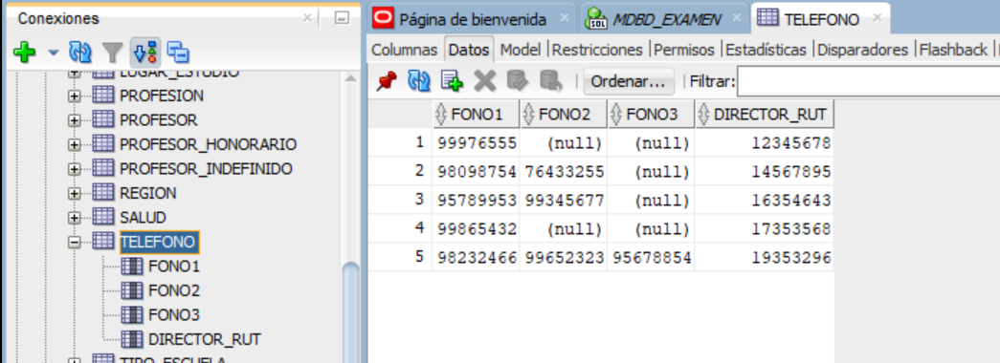 Conexiones
Página de bienvenida MDBD_EXAMEN TELEFONO
Columnas Datos Model Restricciones Permisos Estadísticas Disparadores Flashback
Ordenar... Filtrar:
LUGAR_ESTUDIO
PROFESION
PROFESOR
PROFESOR_HONORARIO
PROFESOR_INDEFINIDO
REGION
SALUD
TELEFONO
FONO1
FONO2
FONO3
DIRECTOR_RUT
TIPO_ESCUELA
FONO1 FONO2 FONO3 DIRECTOR_RUT
1 99976555 (null) (null) 12345678
2 98098754 76433255 (null) 14567895
3 95789953 99345677 (null) 16354643
4 99865432 (null) (null) 17353568
5 98232466 99652323 95678854 19353296